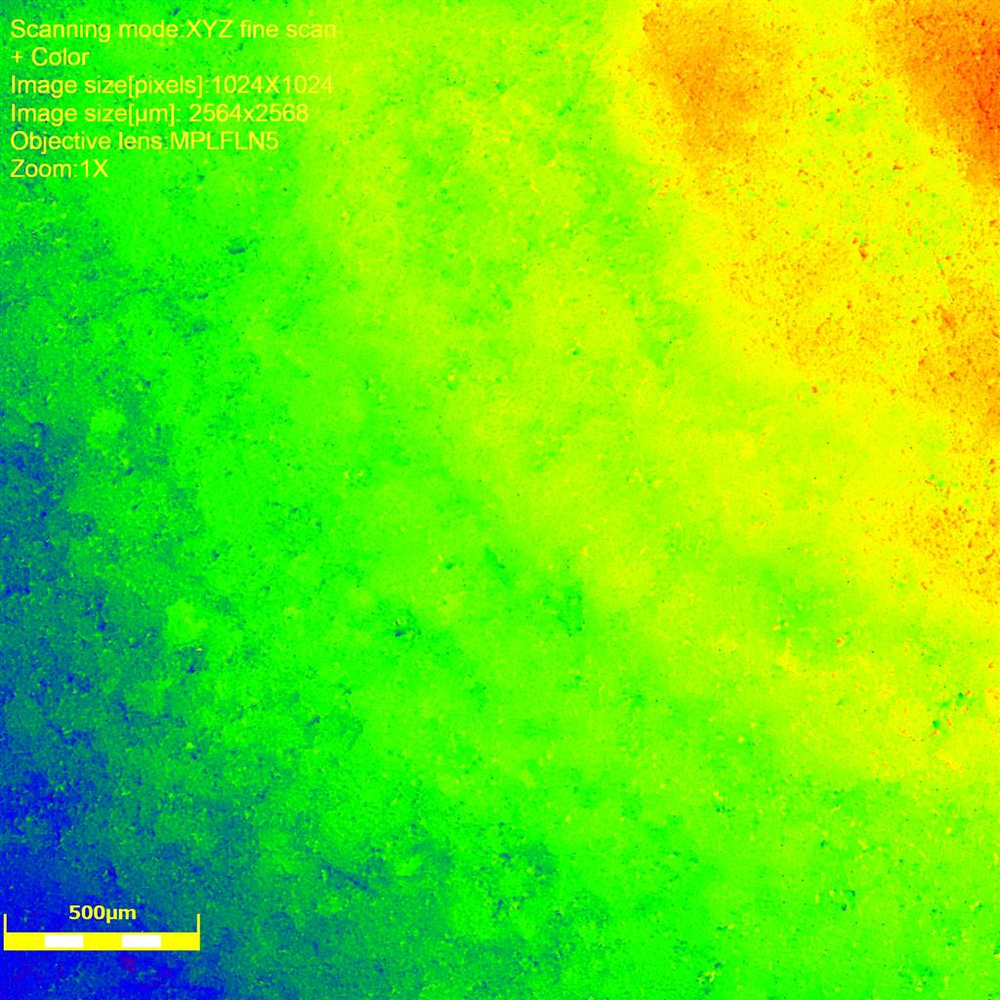 Scanning mode:XYZ fine scan
+ Color
Image size[pixels]:1024X1024
Image size[µm]: 2564x2568
Objective lens:MPLFLN5
Zoom:1X
500µm